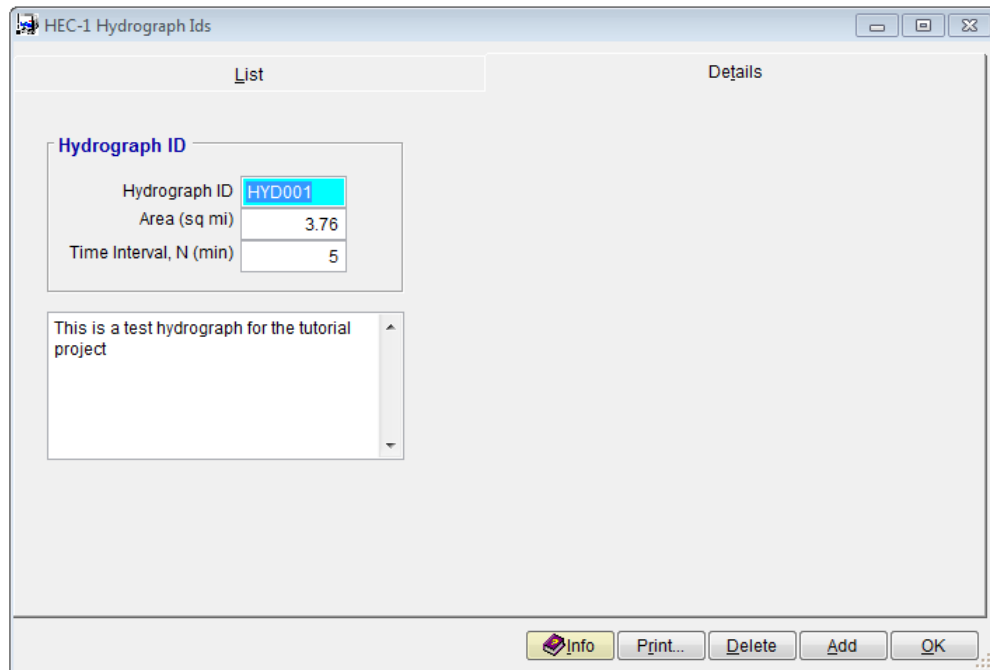 HEC-1 Hydrograph Ids
List
Details
Hydrograph ID
Hydrograph ID HYD001
Area (sq mi) 3.76
Time Interval, N (min) 5
This is a test hydrograph for the tutorial
project
Info Print... Delete Add OK